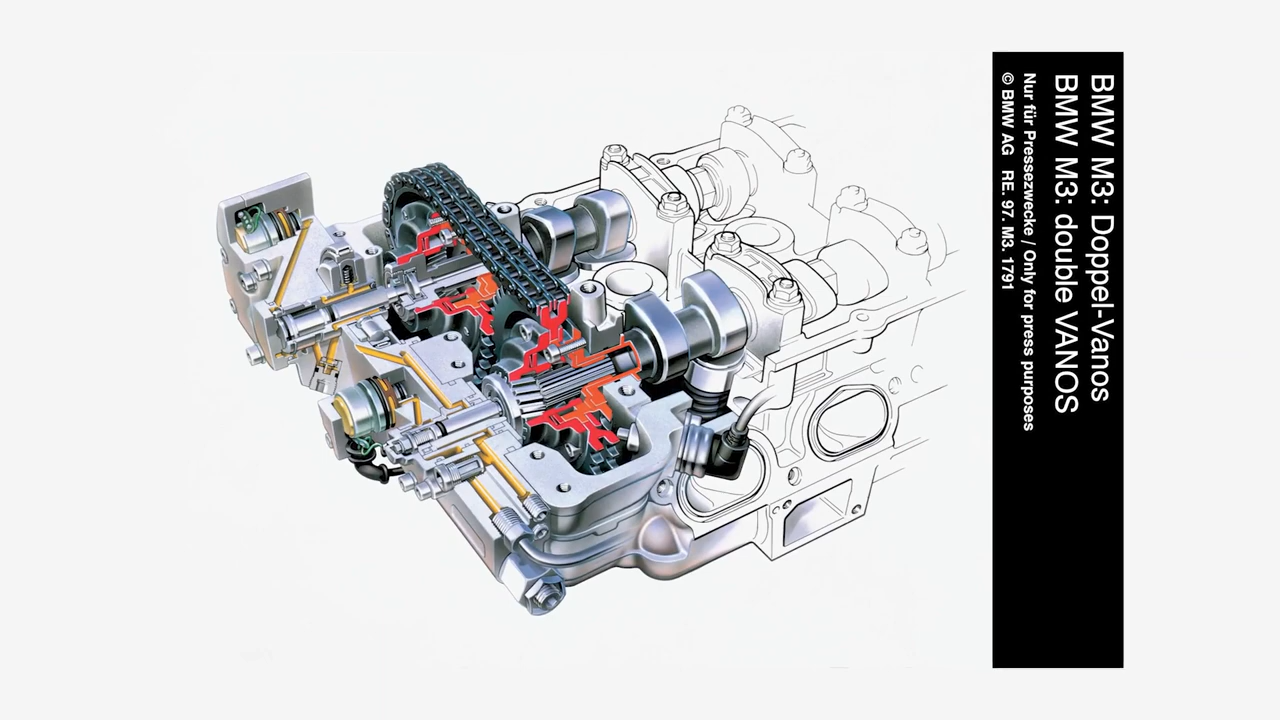 BMW M3: Doppel-Vanos
BMW M3: double VANOS
Nur für Pressezwecke / Only for press purposes
© BMW AG RE. 97. M3. 1791